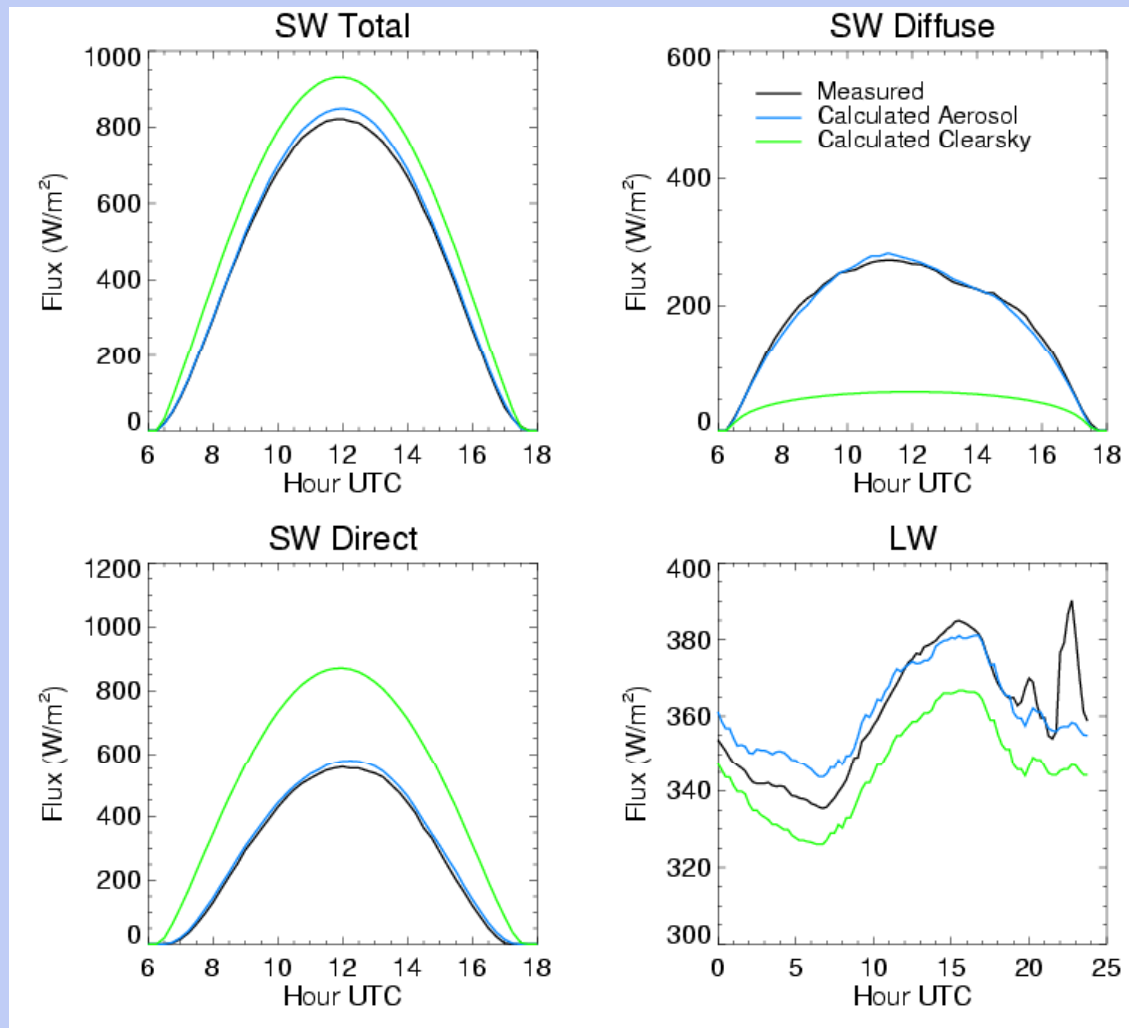 SW Total
1000
800
600
400
200
0
Flux (W/m²)
6 8 10 12 14 16 18
Hour UTC
SW Diffuse
600
400
200
0
Flux (W/m²)
Measured
Calculated Aerosol
Calculated Clearsky
6 8 10 12 14 16 18
Hour UTC
SW Direct
1200
1000
800
600
400
200
0
Flux (W/m²)
6 8 10 12 14 16 18
Hour UTC
LW
400
380
360
340
320
300
Flux (W/m²)
0 5 10 15 20 25
Hour UTC